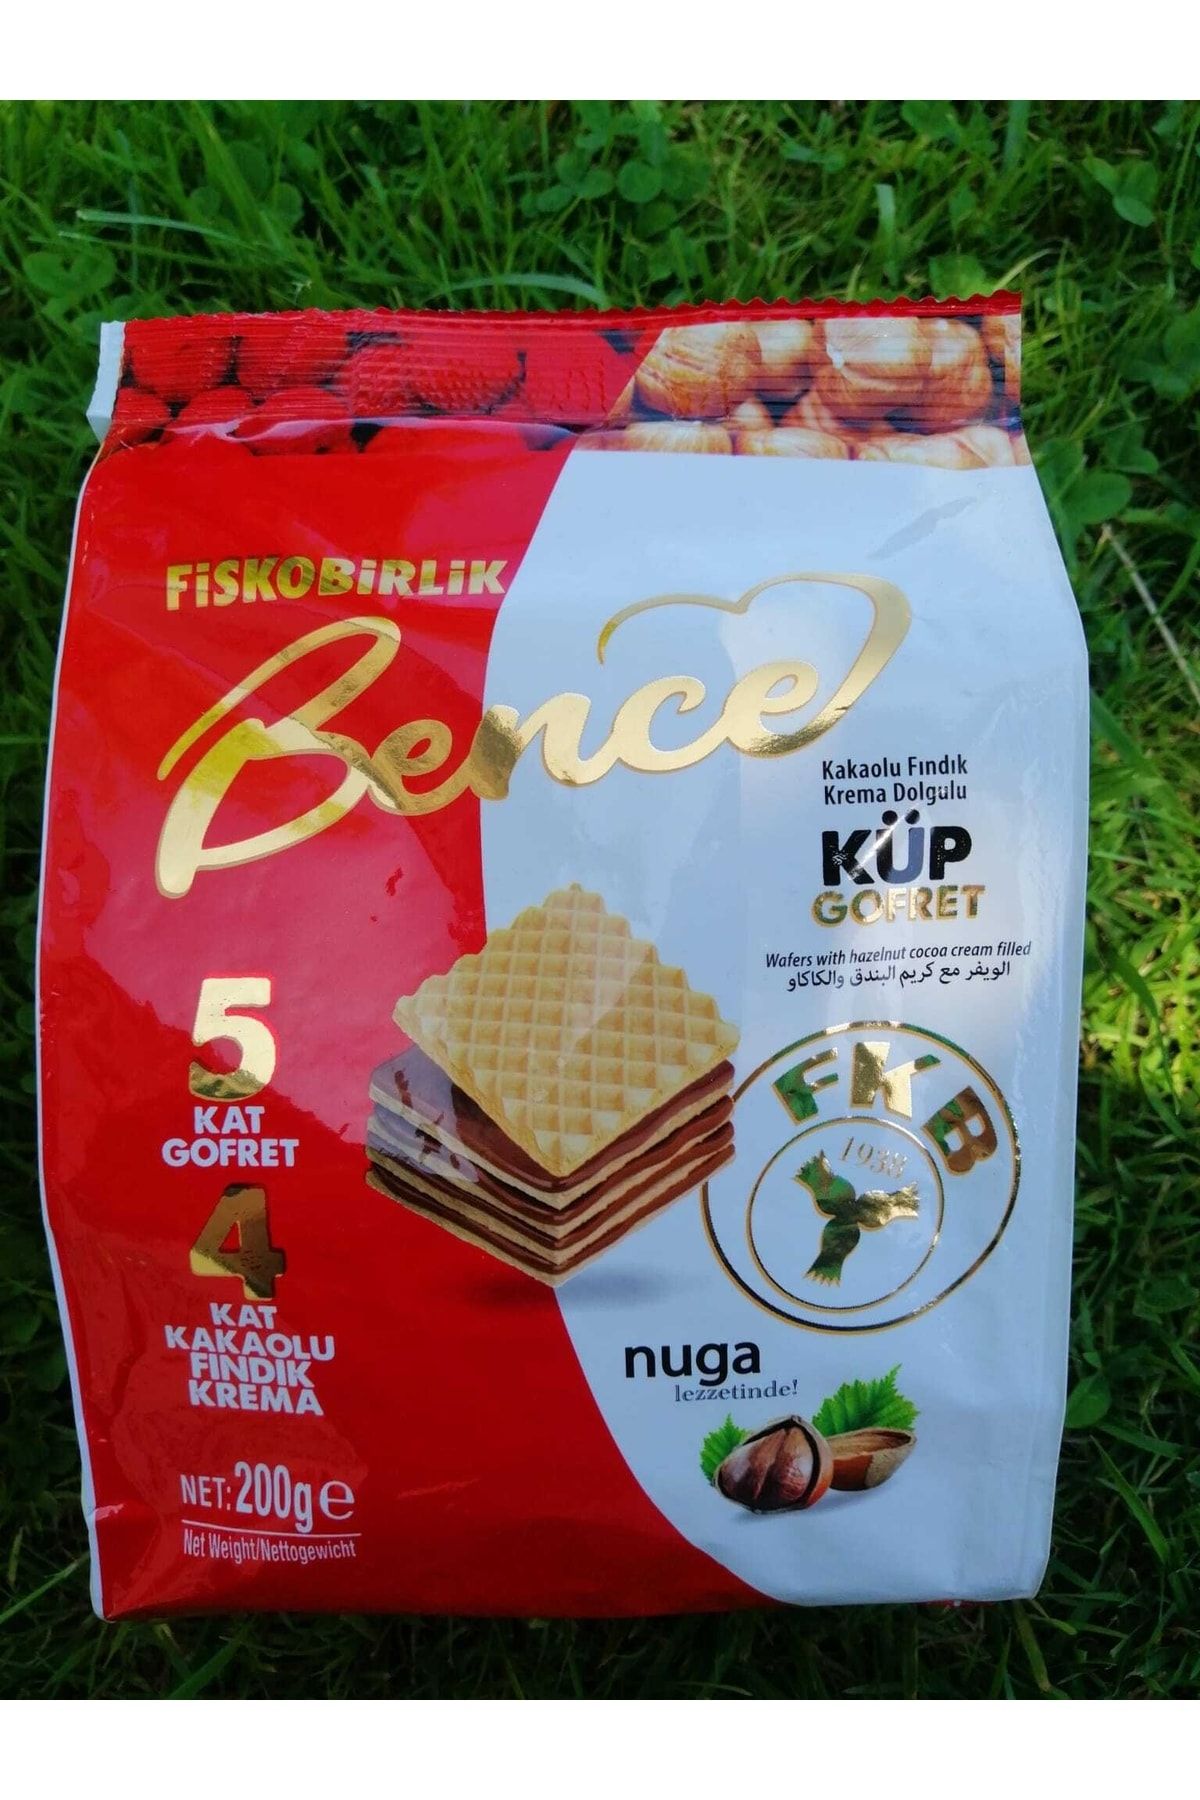 FiSKOBiRLiK
Bence
Kakaolu Fındık
Krema Dolgulu
KÜP
GOFRET
Wafers with hazelnut cocoa cream filled
الويفر مع كريم البندق والكاكاو
5
KAT
GOFRET
4
KAT
KAKAOLU
FINDIK
KREMA
FKB
1938
nuga
lezzetinde!
NET: 200g e
Net Weight/Nettogewicht